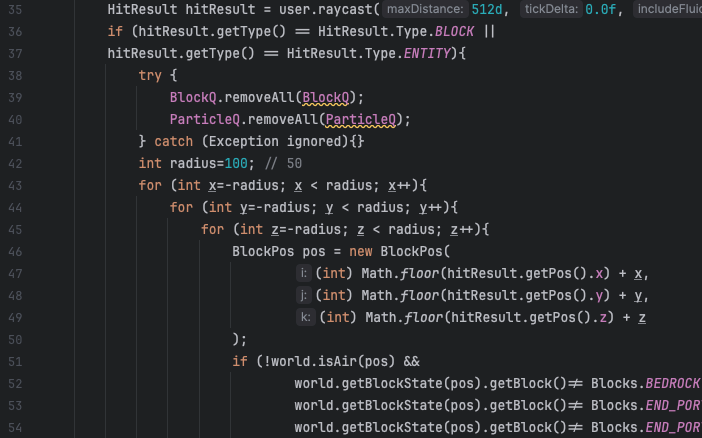 35 HitResult hitResult = user.raycast( maxDistance: 512d, tickDelta: 0.0f, includeFluid
36 if (hitResult.getType() == HitResult.Type.BLOCK ||
37 hitResult.getType() == HitResult.Type.ENTITY){
38 try {
39 BlockQ.removeAll(BlockQ);
40 ParticleQ.removeAll(ParticleQ);
41 } catch (Exception ignored){}
42 int radius=100; // 50
43 for (int x=-radius; x < radius; x++){
44 for (int y=-radius; y < radius; y++){
45 for (int z=-radius; z < radius; z++){
46 BlockPos pos = new BlockPos(
47 i: (int) Math.floor(hitResult.getPos().x) + x,
48 j: (int) Math.floor(hitResult.getPos().y) + y,
49 k: (int) Math.floor(hitResult.getPos().z) + z
50 );
51 if (!world.isAir(pos) &&
52 world.getBlockState(pos).getBlock()!= Blocks.BEDROCK
53 world.getBlockState(pos).getBlock()!= Blocks.END_POR
54 world.getBlockState(pos).getBlock()!= Blocks.END_POR